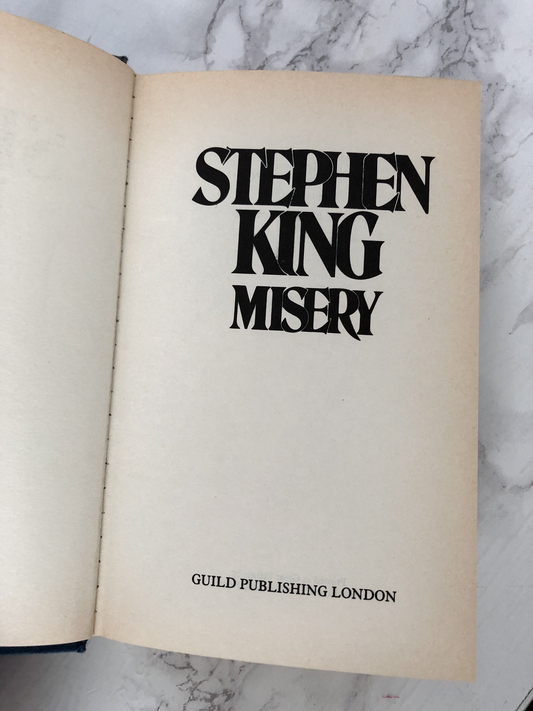 STEPHEN
KING
MISERY
GUILD PUBLISHING LONDON